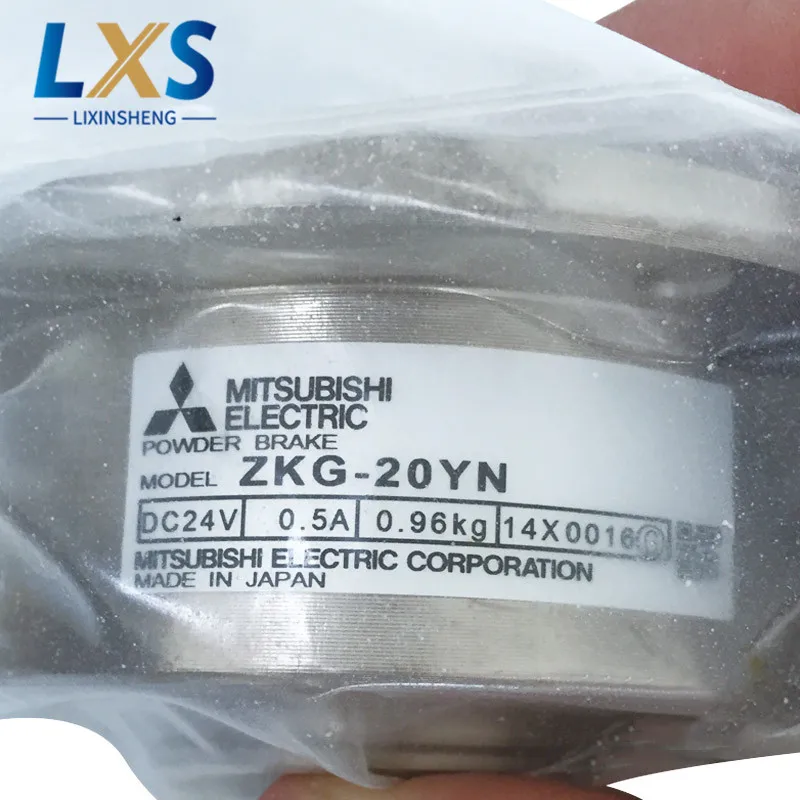 LXS
LIXINSHENG
MITSUBISHI
ELECTRIC
POWDER BRAKE
MODEL ZKG-20YN
DC24V 0.5A 0.96kg 14X0016
MITSUBISHI ELECTRIC CORPORATION
MADE IN JAPAN